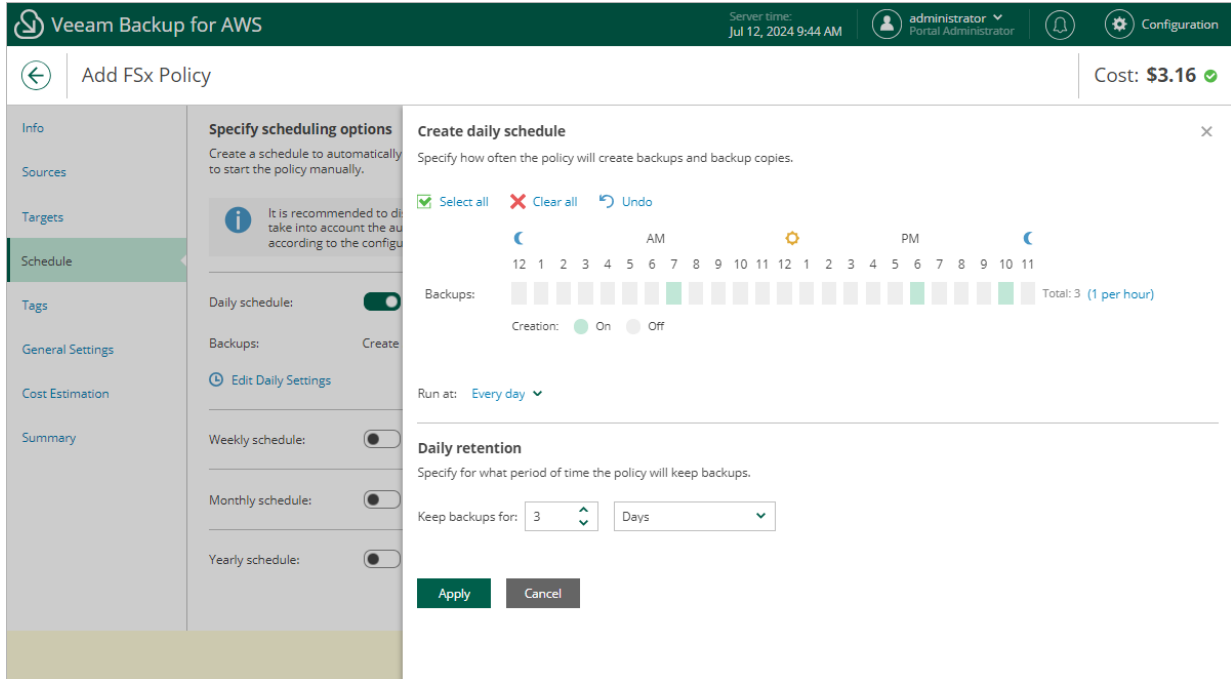 Veeam Backup for AWS
Server time:
Jul 12, 2024 9:44 AM
administrator
Portal Administrator
Configuration
Add FSx Policy
Cost: $3.16
Info
Sources
Targets
Schedule
Tags
General Settings
Cost Estimation
Summary
Specify scheduling options
Create a schedule to automatically
to start the policy manually.
It is recommended to di
take into account the au
according to the configu
Daily schedule:
Backups: Create
Edit Daily Settings
Weekly schedule:
Monthly schedule:
Yearly schedule:
Create daily schedule
Specify how often the policy will create backups and backup copies.
Select all Clear all Undo
AM PM
12 1 2 3 4 5 6 7 8 9 10 11 12 1 2 3 4 5 6 7 8 9 10 11
Backups: Total: 3 (1 per hour)
Creation: On Off
Run at: Every day
Daily retention
Specify for what period of time the policy will keep backups.
Keep backups for: 3 Days
Apply Cancel